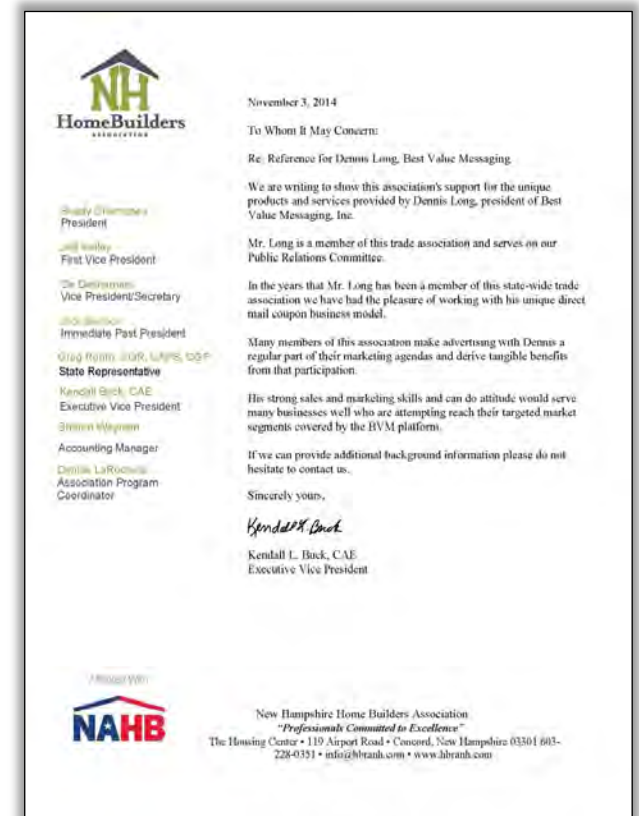 NH
HomeBuilders
ASSOCIATION
President
First Vice President
Vice President/Secretary
Immediate Past President
State Representative
Kendall Buck, CAE
Executive Vice President
Accounting Manager
Association Program
Coordinator
November 3, 2014
To Whom It May Concern:
Re: Reference for Dennis Long, Best Value Messaging
We are writing to show this association's support for the unique
products and services provided by Dennis Long, president of Best
Value Messaging, Inc.
Mr. Long is a member of this trade association and serves on our
Public Relations Committee.
In the years that Mr. Long has been a member of this state-wide trade
association we have had the pleasure of working with his unique direct
mail coupon business model.
Many members of this association make advertising with Dennis a
regular part of their marketing agendas and derive tangible benefits
from that participation.
His strong sales and marketing skills and can do attitude would serve
many businesses well who are attempting reach their targeted market
segments covered by the BVM platform.
If we can provide additional background information please do not
hesitate to contact us.
Sincerely yours,
Kendall L. Buck
Kendall L. Buck, CAE
Executive Vice President
Affiliated With
NAHB
New Hampshire Home Builders Association
"Professionals Committed to Excellence"
The Housing Center • 119 Airport Road • Concord, New Hampshire 03301 603-
228-0351 • info@hbranh.com • www.hbranh.com